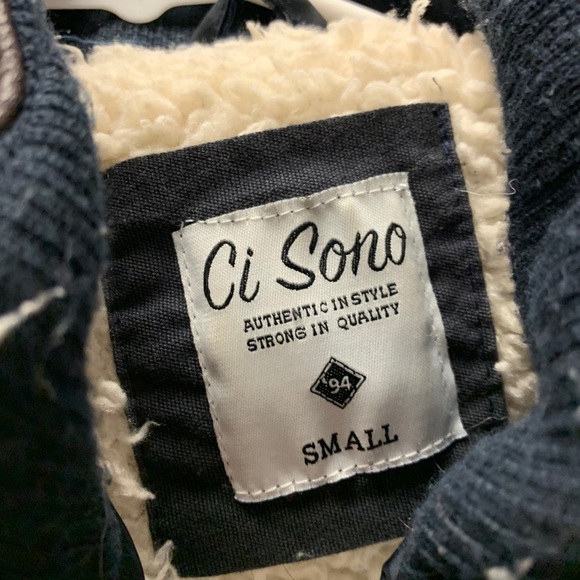 Ci Sono
AUTHENTIC IN STYLE
STRONG IN QUALITY
'94
SMALL